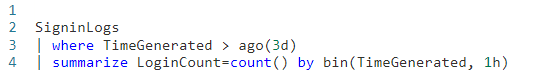 1
2 SigninLogs
3 | where TimeGenerated > ago(3d)
4 | summarize LoginCount=count() by bin(TimeGenerated, 1h)